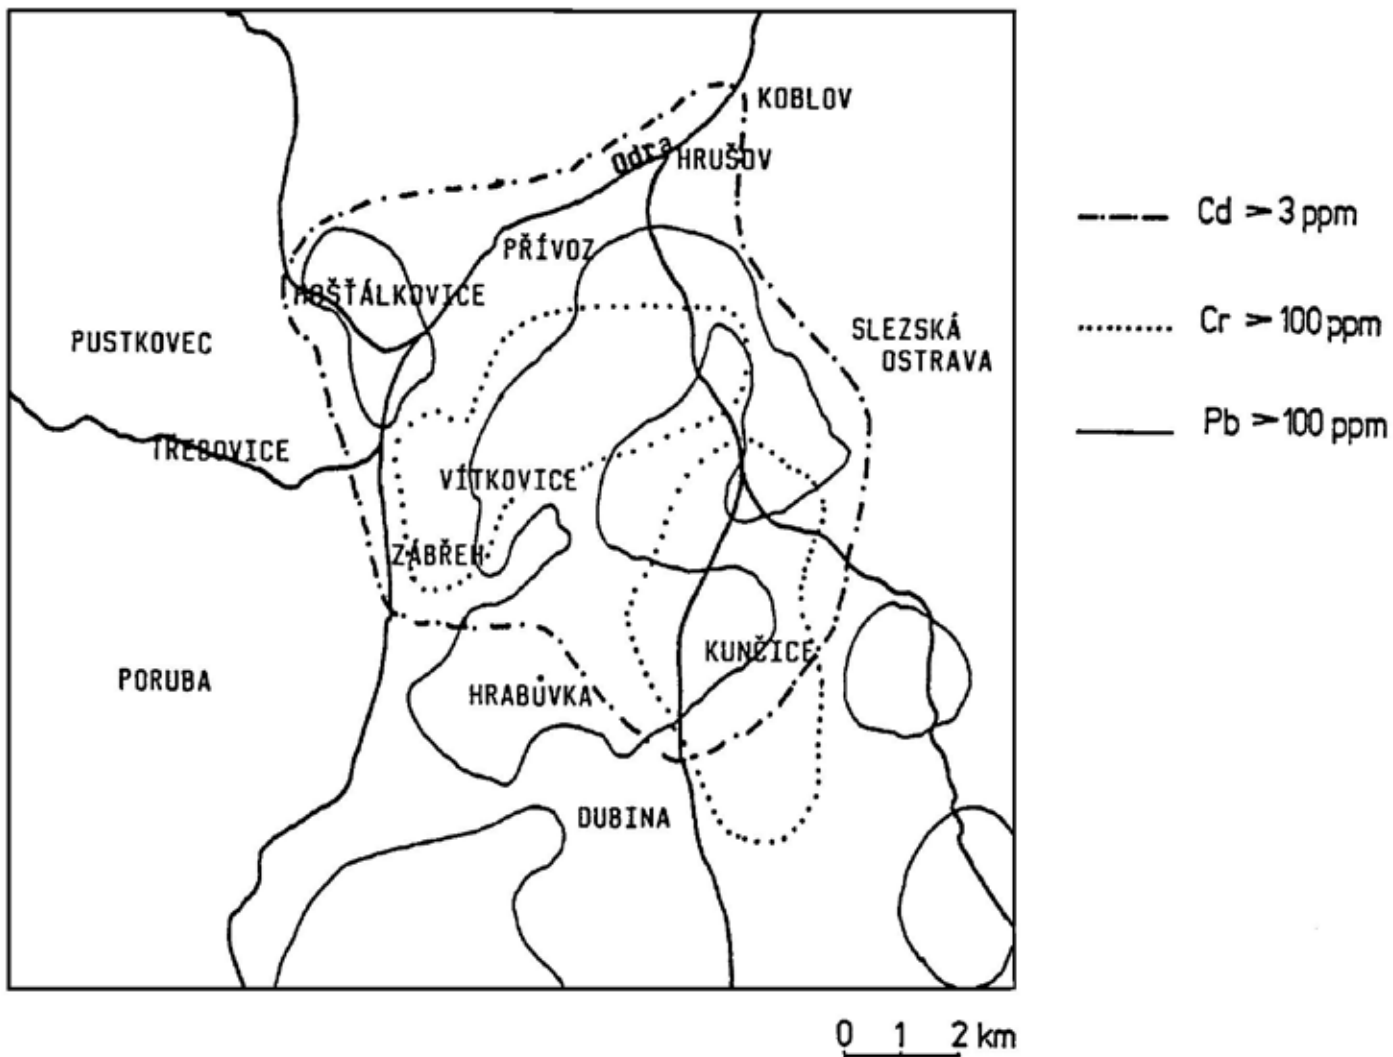 KOBLOV
Odra
HRUŠOV
PŘÍVOZ
HOŠŤÁLKOVICE
PUSTKOVEC
SLEZSKÁ
OSTRAVA
TŘEBOVICE
VÍTKOVICE
ZÁBŘEH
KUNČICE
PORUBA
HRABŮVKA
DUBINA
Cd > 3 ppm
Cr > 100 ppm
Pb > 100 ppm
0 1 2 km